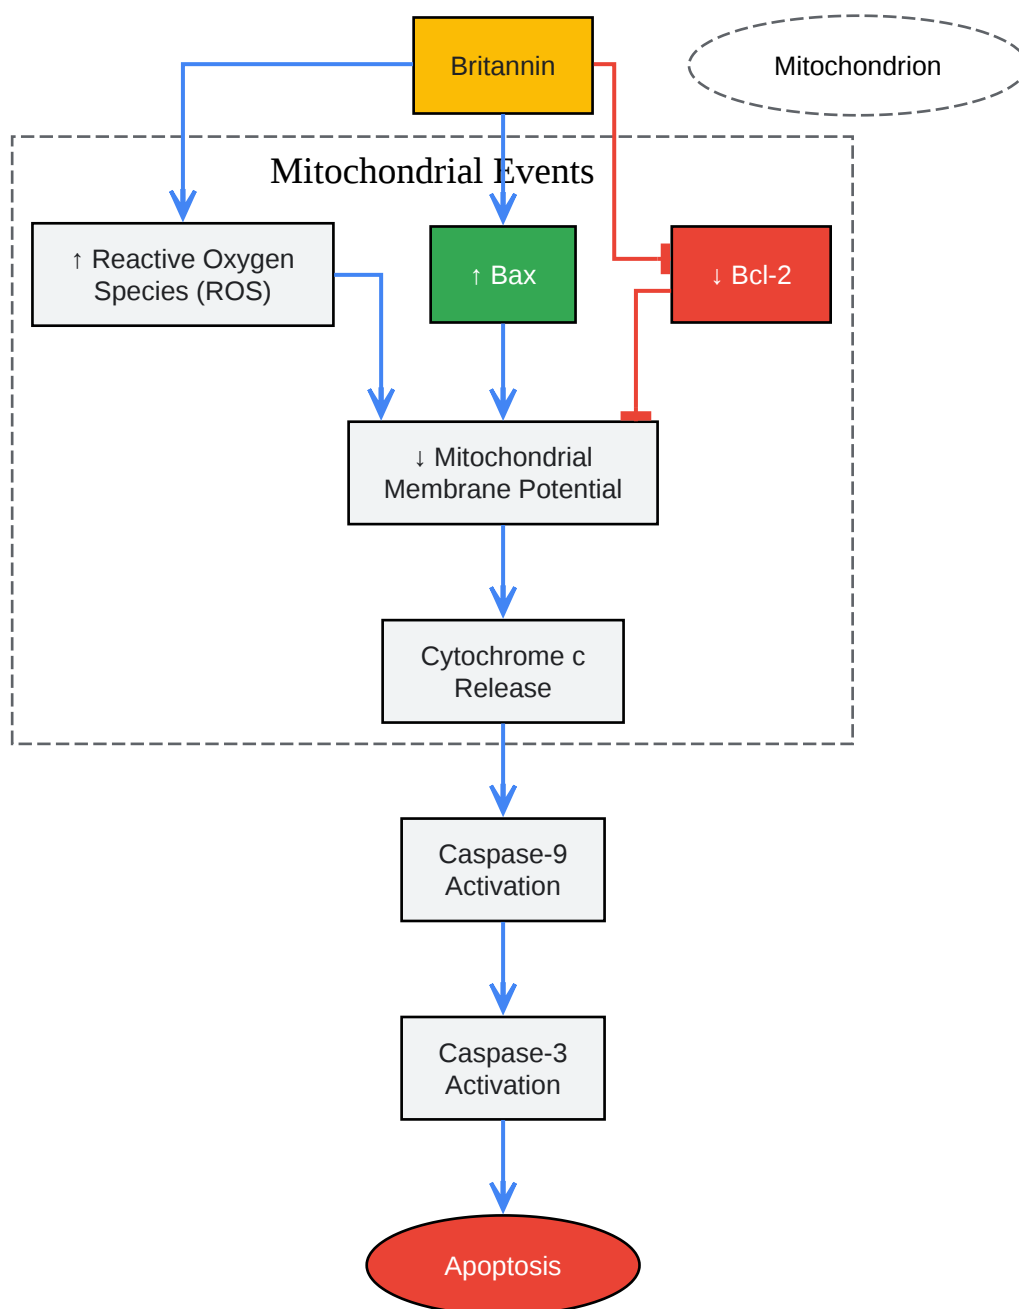 Britannin
Mitochondrion
Mitochondrial Events
↑ Reactive Oxygen
Species (ROS)
↑ Bax
↓ Bcl-2
↓ Mitochondrial
Membrane Potential
Cytochrome c
Release
Caspase-9
Activation
Caspase-3
Activation
Apoptosis